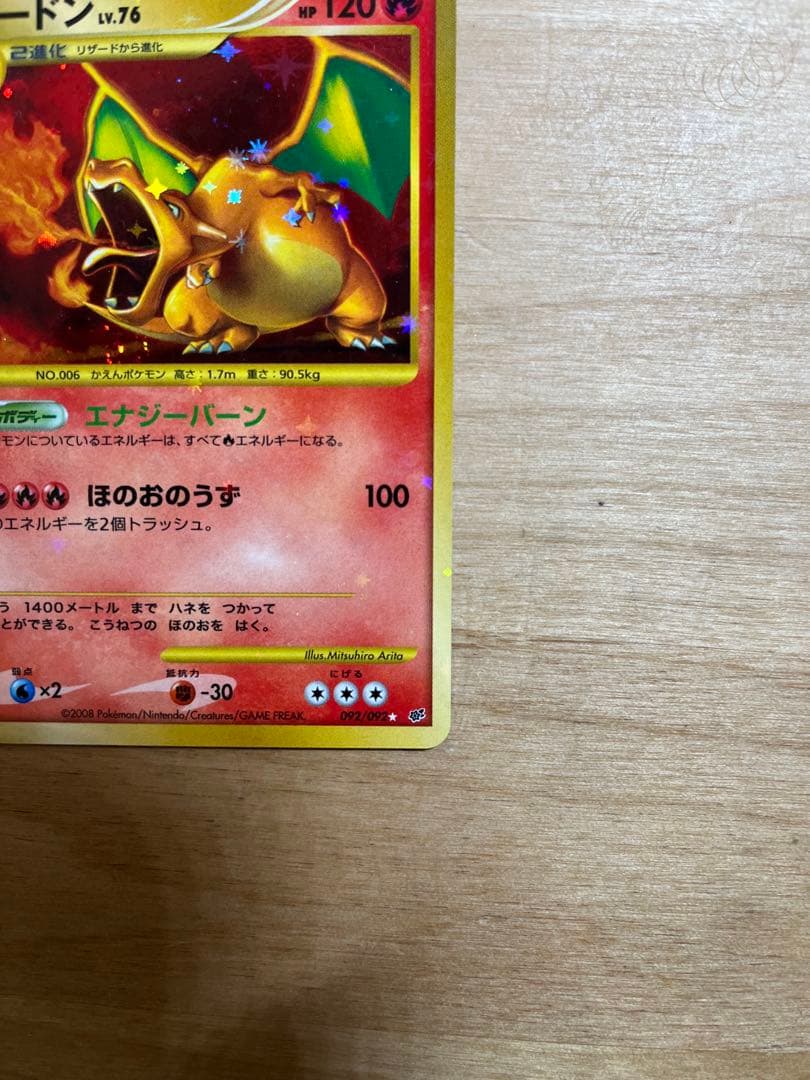 ードン LV.76 HP 120
2進化 リザードから進化
NO.006 かえんポケモン 高さ：1.7m 重さ：90.5kg
ボディー エナジーバーン
モンについているエネルギーは、すべて エネルギーになる。
ほのおのうず 100
のエネルギーを2個トラッシュ。
う 1400メートル まで ハネを つかって
とができる。 こうねつの ほのおを はく。
Illus.Mitsuhiro Arita
弱点 抵抗力 にげる
×2 -30
©2008 Pokémon/Nintendo/Creatures/GAME FREAK. 092/092★